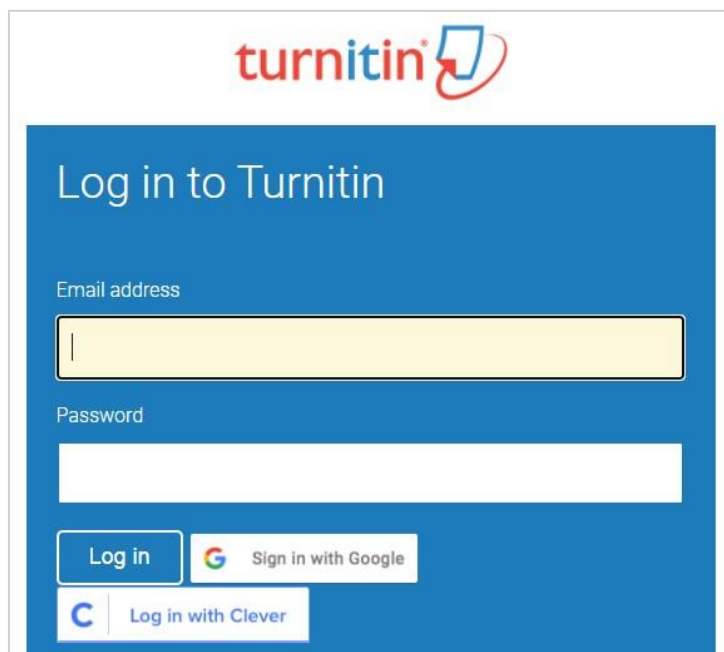 turnitin®
Log in to Turnitin
Email address
Password
Log in
Sign in with Google
Log in with Clever